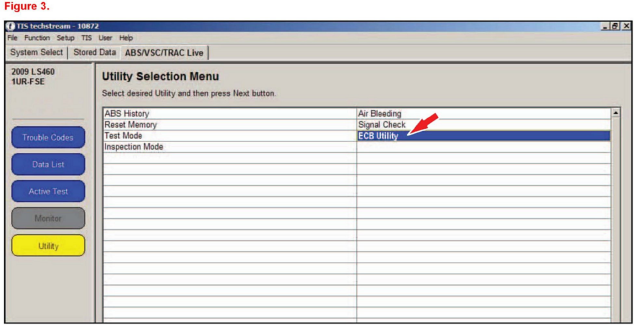 Figure 3.
TIS techstream - 10872
File Function Setup TIS User Help
System Select Stored Data ABS/VSC/TRAC Live
2009 LS460
1UR-FSE
Utility Selection Menu
Select desired Utility and then press Next button.
ABS History Air Bleeding
Reset Memory Signal Check
Test Mode ECB Utility
Inspection Mode
Trouble Codes
Data List
Active Test
Monitor
Utility